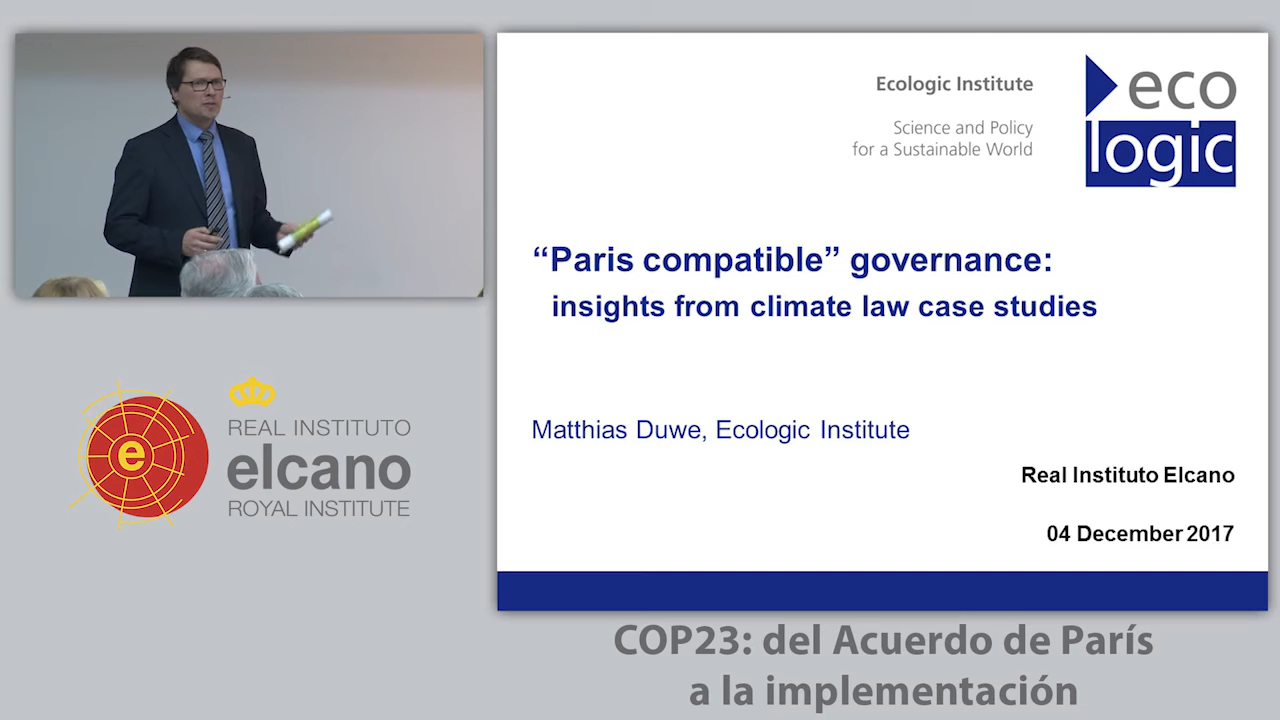 Ecologic Institute
Science and Policy
for a Sustainable World
eco
logic
“Paris compatible” governance:
insights from climate law case studies
Matthias Duwe, Ecologic Institute
Real Instituto Elcano
04 December 2017
e
REAL INSTITUTO
elcano
ROYAL INSTITUTE
COP23: del Acuerdo de París
a la implementación